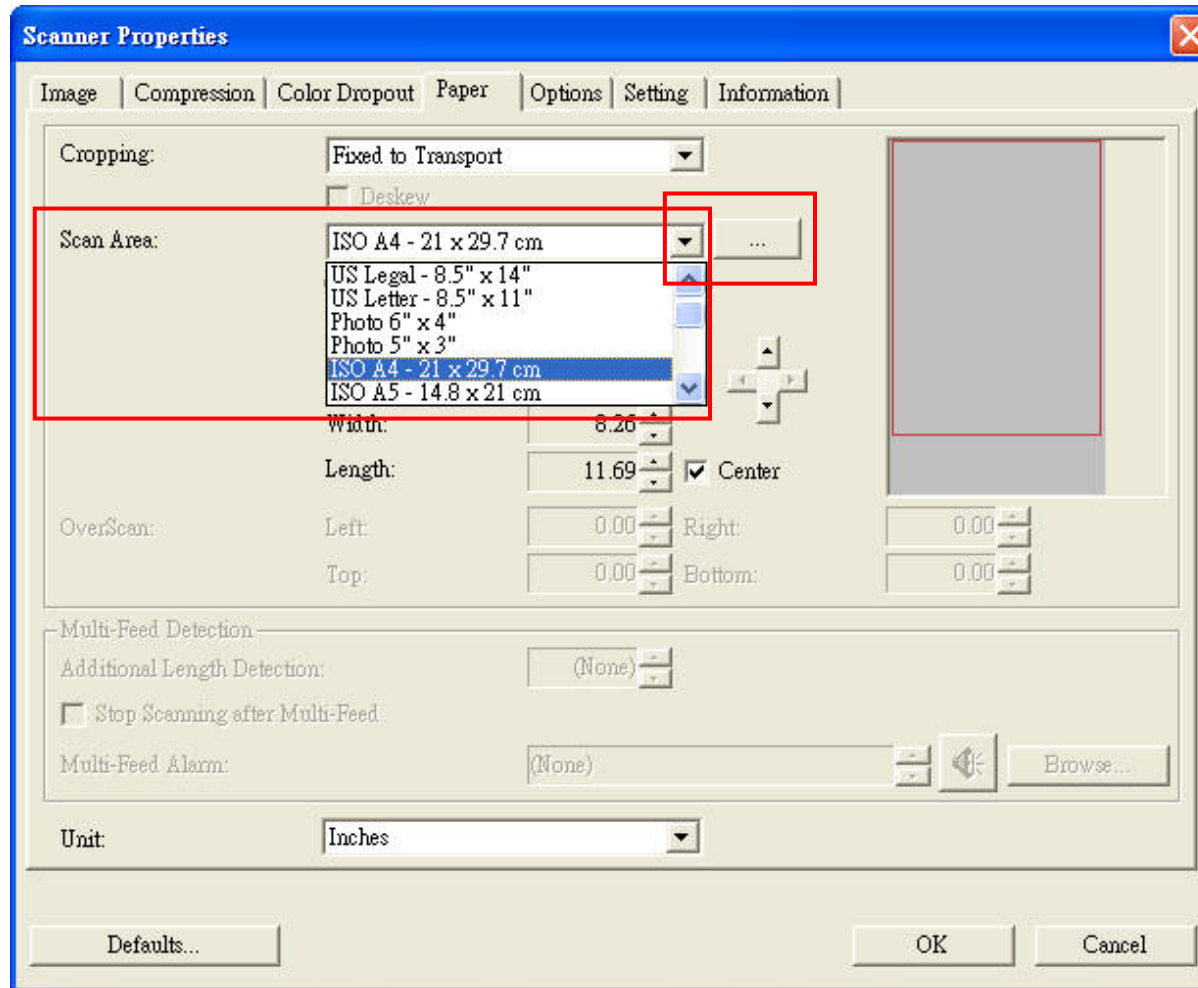 Scanner Properties
Image Compression Color Dropout Paper Options Setting Information
Cropping: Fixed to Transport
Deskew
Scan Area: ISO A4 - 21 x 29.7 cm ...
US Legal - 8.5" x 14"
US Letter - 8.5" x 11"
Photo 6" x 4"
Photo 5" x 3"
ISO A4 - 21 x 29.7 cm
ISO A5 - 14.8 x 21 cm
Width: 8.26
Length: 11.69 Center
OverScan: Left: 0.00 Right: 0.00
Top: 0.00 Bottom: 0.00
Multi-Feed Detection
Additional Length Detection: (None)
Stop Scanning after Multi-Feed
Multi-Feed Alarm: (None) Browse...
Unit: Inches
Defaults... OK Cancel